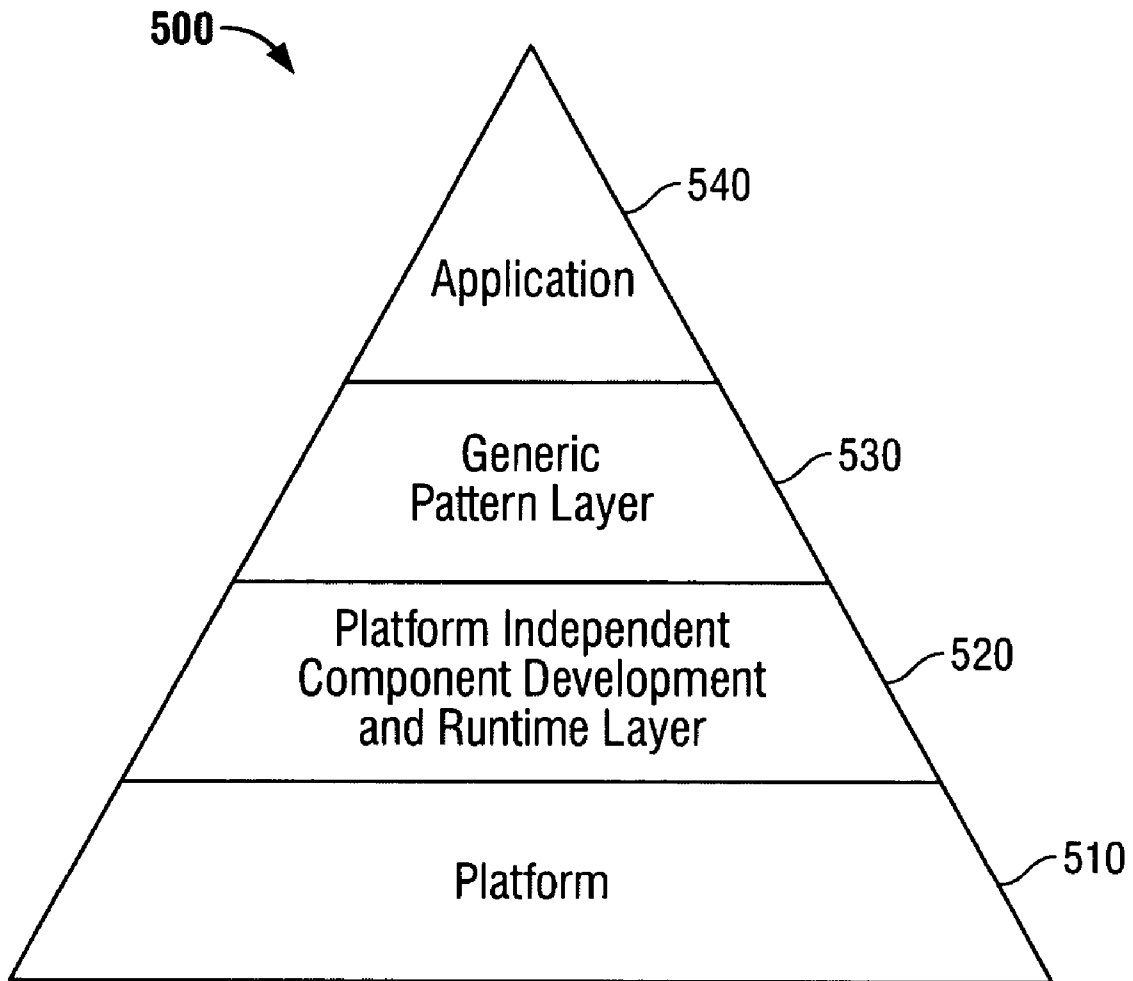 500
540
Application
Generic
Pattern Layer
530
Platform Independent
Component Development
and Runtime Layer
520
Platform
510